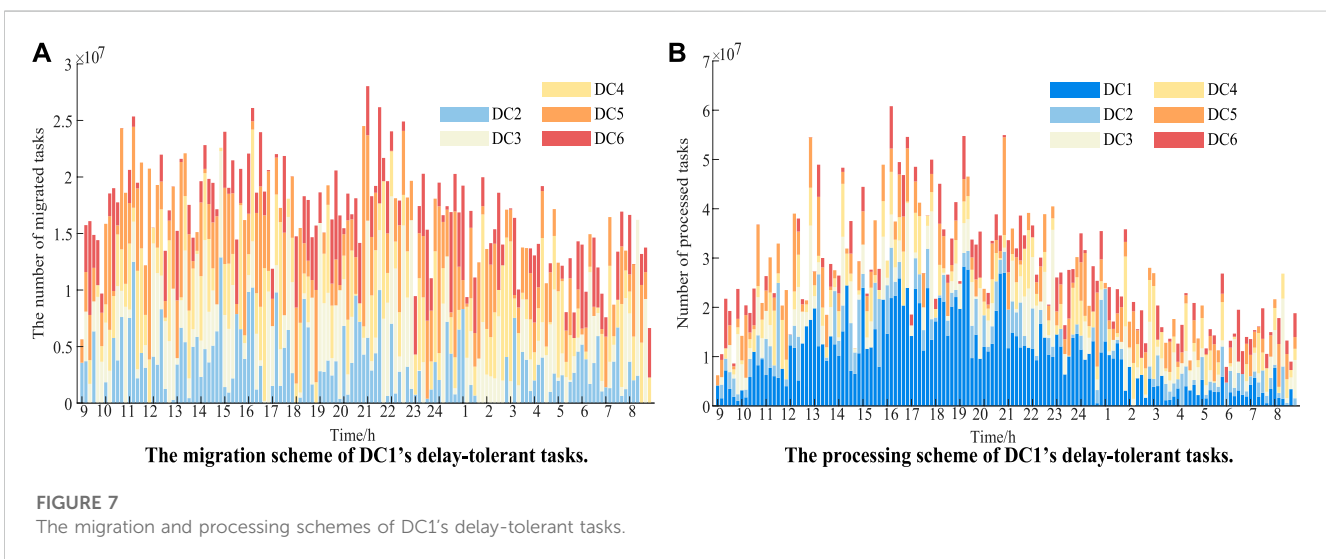 A
×10⁷
3
2.5
2
1.5
1
0.5
0
The number of migrated tasks
DC4
DC2 DC5
DC3 DC6
9 10 11 12 13 14 15 16 17 18 19 20 21 22 23 24 1 2 3 4 5 6 7 8
Time/h
The migration scheme of DC1's delay-tolerant tasks.
B
×10⁷
7
6
5
4
3
2
1
0
Number of processed tasks
DC1 DC4
DC2 DC5
DC3 DC6
9 10 11 12 13 14 15 16 17 18 19 20 21 22 23 24 1 2 3 4 5 6 7 8
Time/h
The processing scheme of DC1's delay-tolerant tasks.
FIGURE 7
The migration and processing schemes of DC1's delay-tolerant tasks.